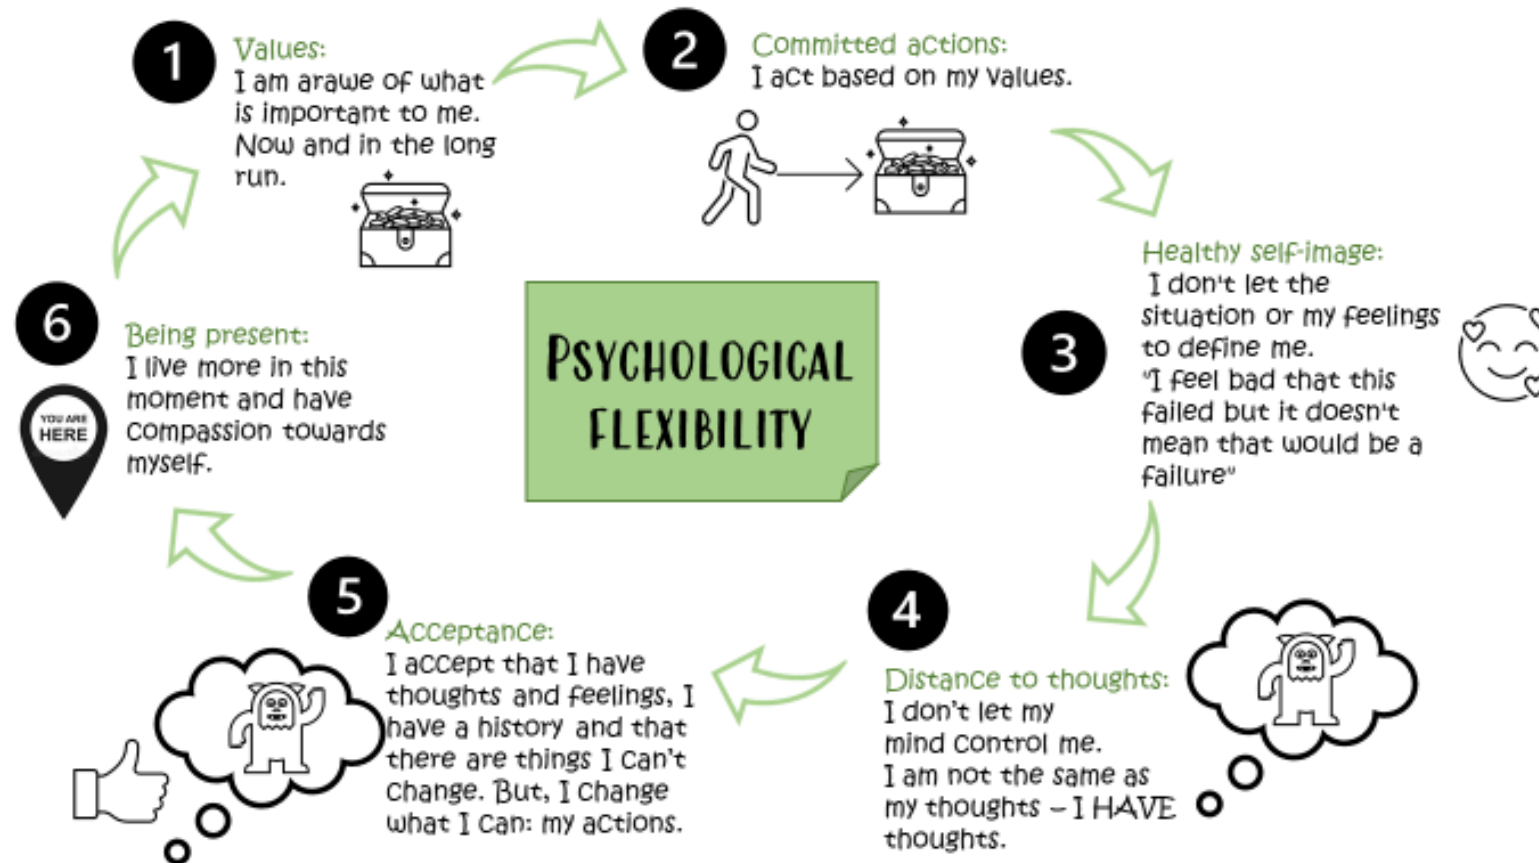 1
Values:
I am arawe of what
is important to me.
Now and in the long
run.
2
Committed actions:
I act based on my values.
3
Healthy self-image:
I don't let the
situation or my feelings
to define me.
"I feel bad that this
failed but it doesn't
mean that would be a
failure"
4
Distance to thoughts:
I don't let my
mind control me.
I am not the same as
my thoughts – I HAVE
thoughts.
5
Acceptance:
I accept that I have
thoughts and feelings, I
have a history and that
there are things I can't
change. But, I change
what I can: my actions.
6
Being present:
I live more in this
moment and have
compassion towards
myself.
YOU ARE
HERE
PSYCHOLOGICAL
FLEXIBILITY